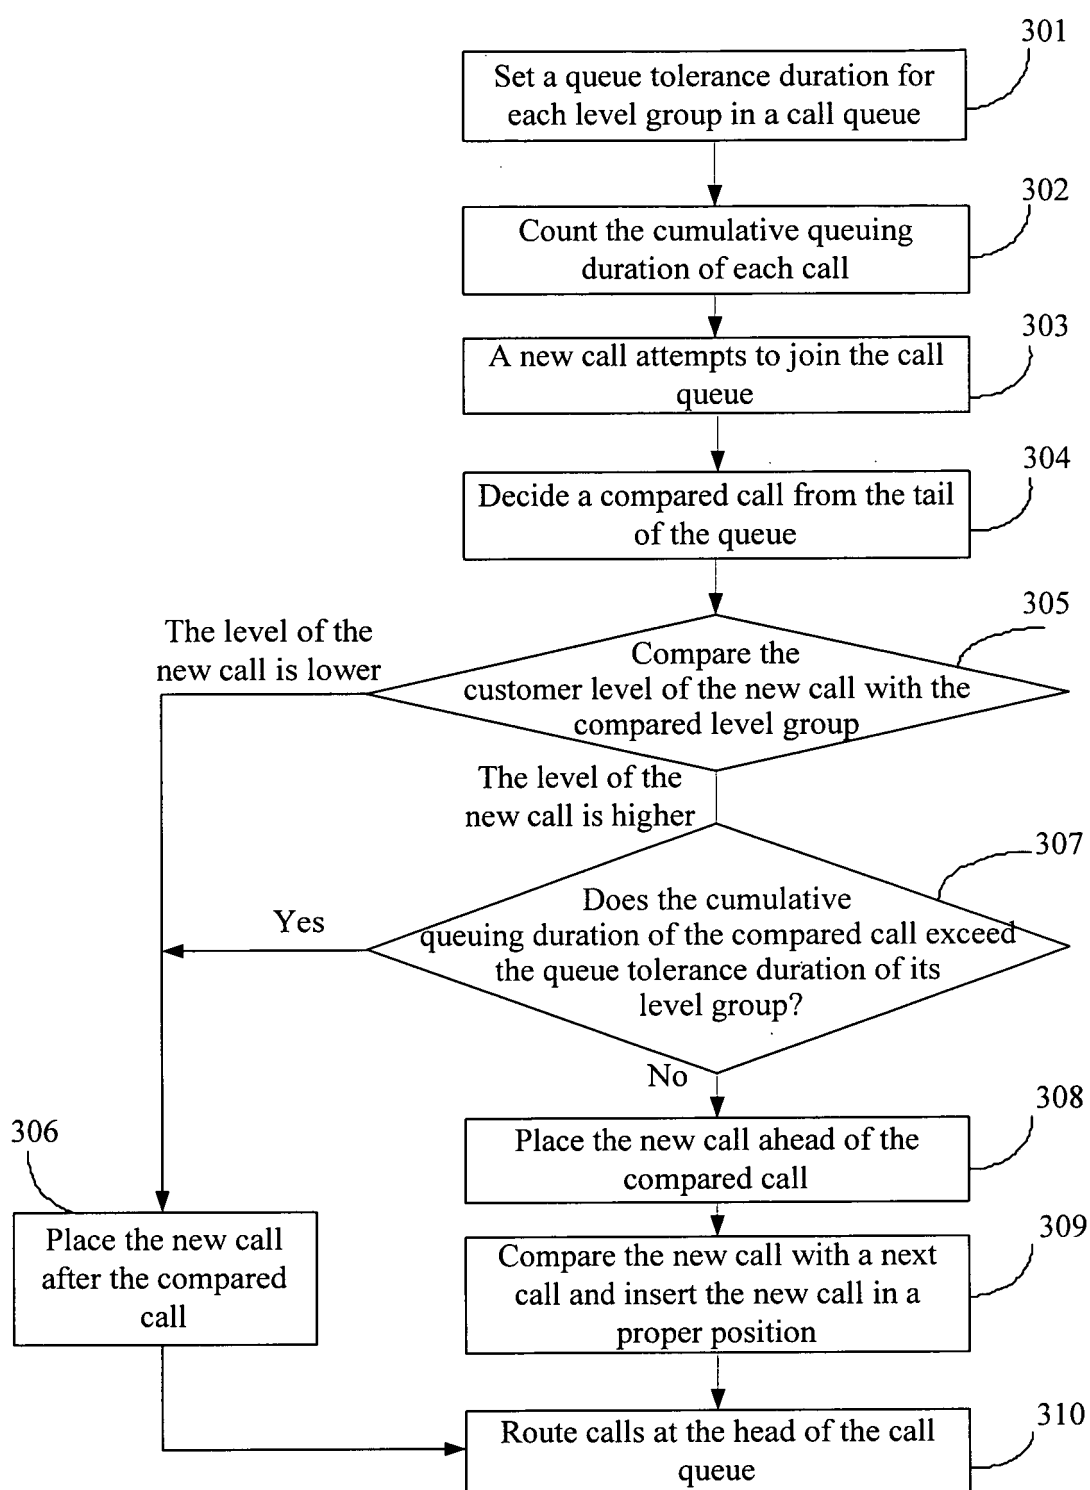 301
Set a queue tolerance duration for
each level group in a call queue
302
Count the cumulative queuing
duration of each call
303
A new call attempts to join the call
queue
304
Decide a compared call from the tail
of the queue
305
The level of the
new call is lower
Compare the
customer level of the new call with the
compared level group
The level of the
new call is higher
307
Does the cumulative
queuing duration of the compared call exceed
the queue tolerance duration of its
level group?
Yes
No
308
Place the new call ahead of the
compared call
306
Place the new call
after the compared
call
309
Compare the new call with a next
call and insert the new call in a
proper position
310
Route calls at the head of the call
queue